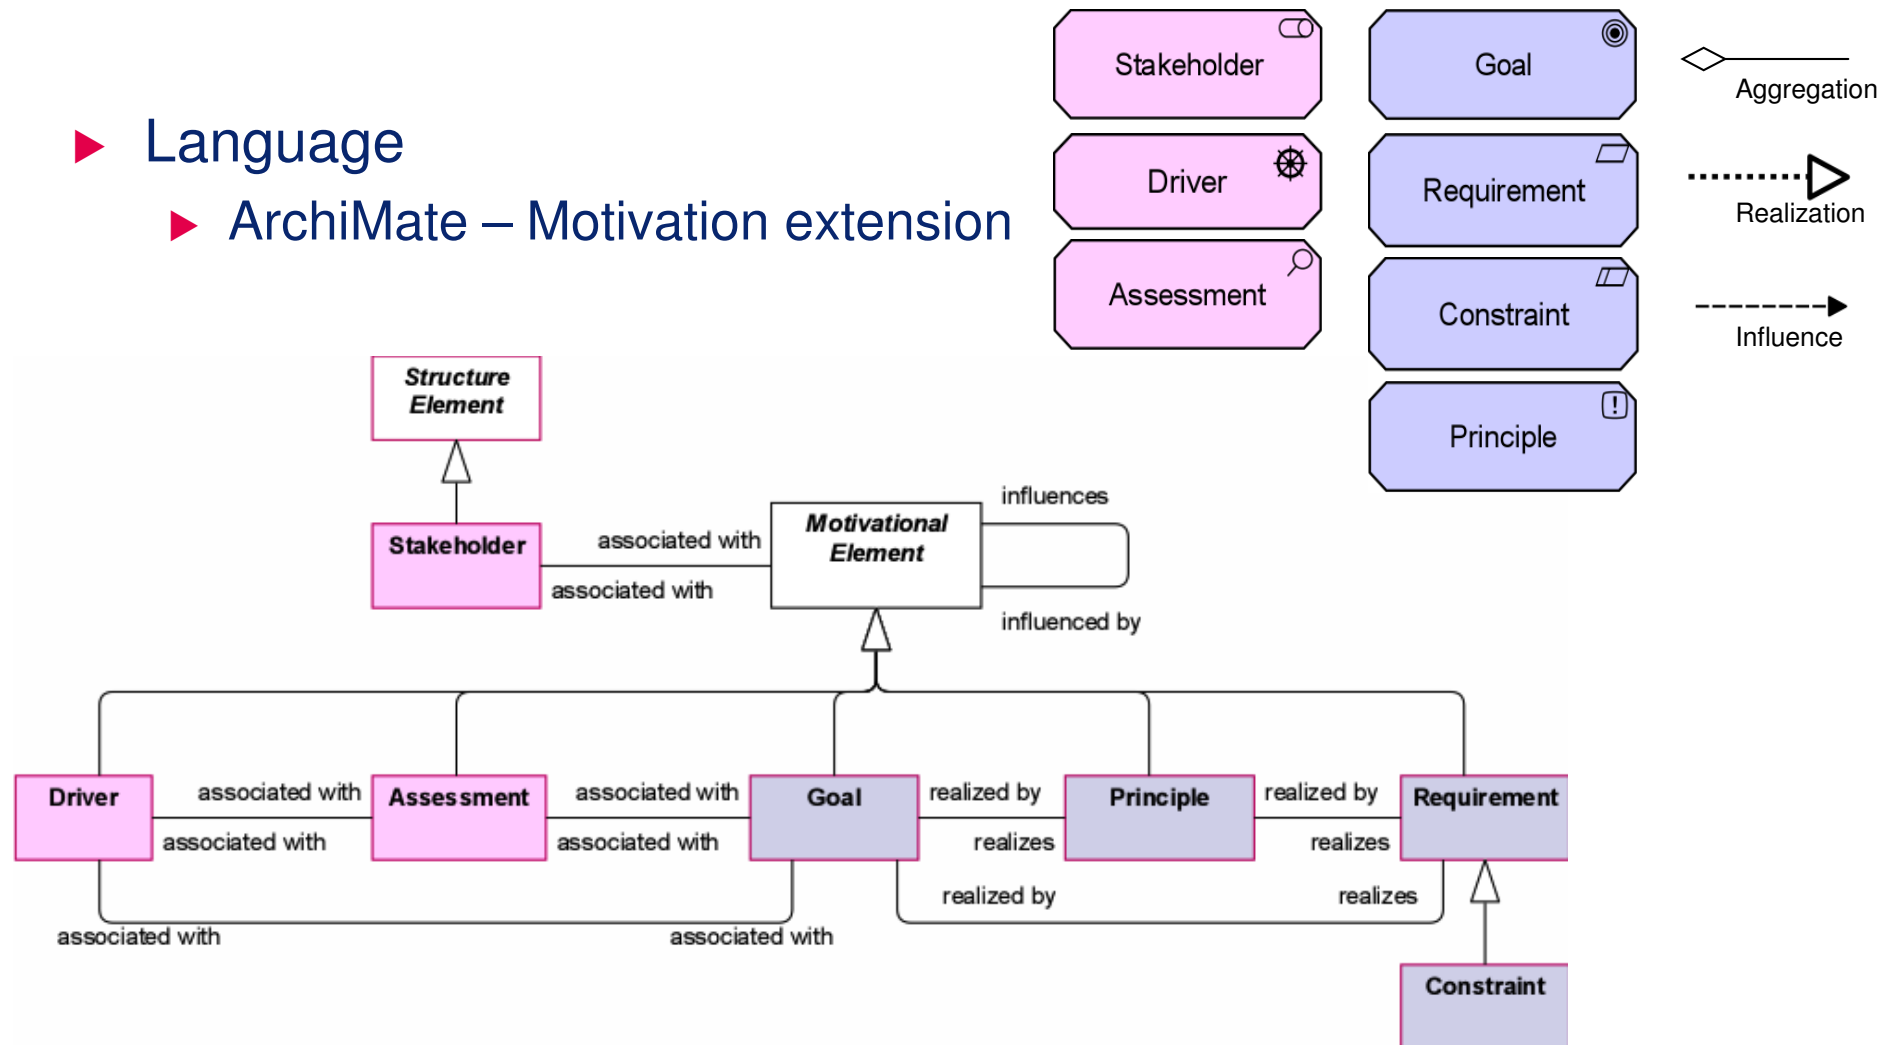 Language
ArchiMate – Motivation extension
Stakeholder
Driver
Assessment
Goal
Requirement
Constraint
Principle
Aggregation
Realization
Influence
Structure
Element
Stakeholder
associated with
associated with
Motivational
Element
influences
influenced by
Driver
associated with
associated with
Assessment
associated with
associated with
Goal
realized by
realizes
Principle
realized by
realizes
Requirement
associated with
associated with
realized by
realizes
Constraint